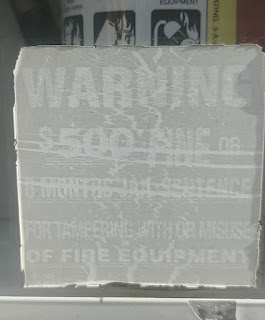 EQUIPMENT
WARNING
$500 FINE OR
6 MONTHS JAIL SENTENCE
FOR TAMPERING WITH OR MISUSE
OF FIRE EQUIPMENT